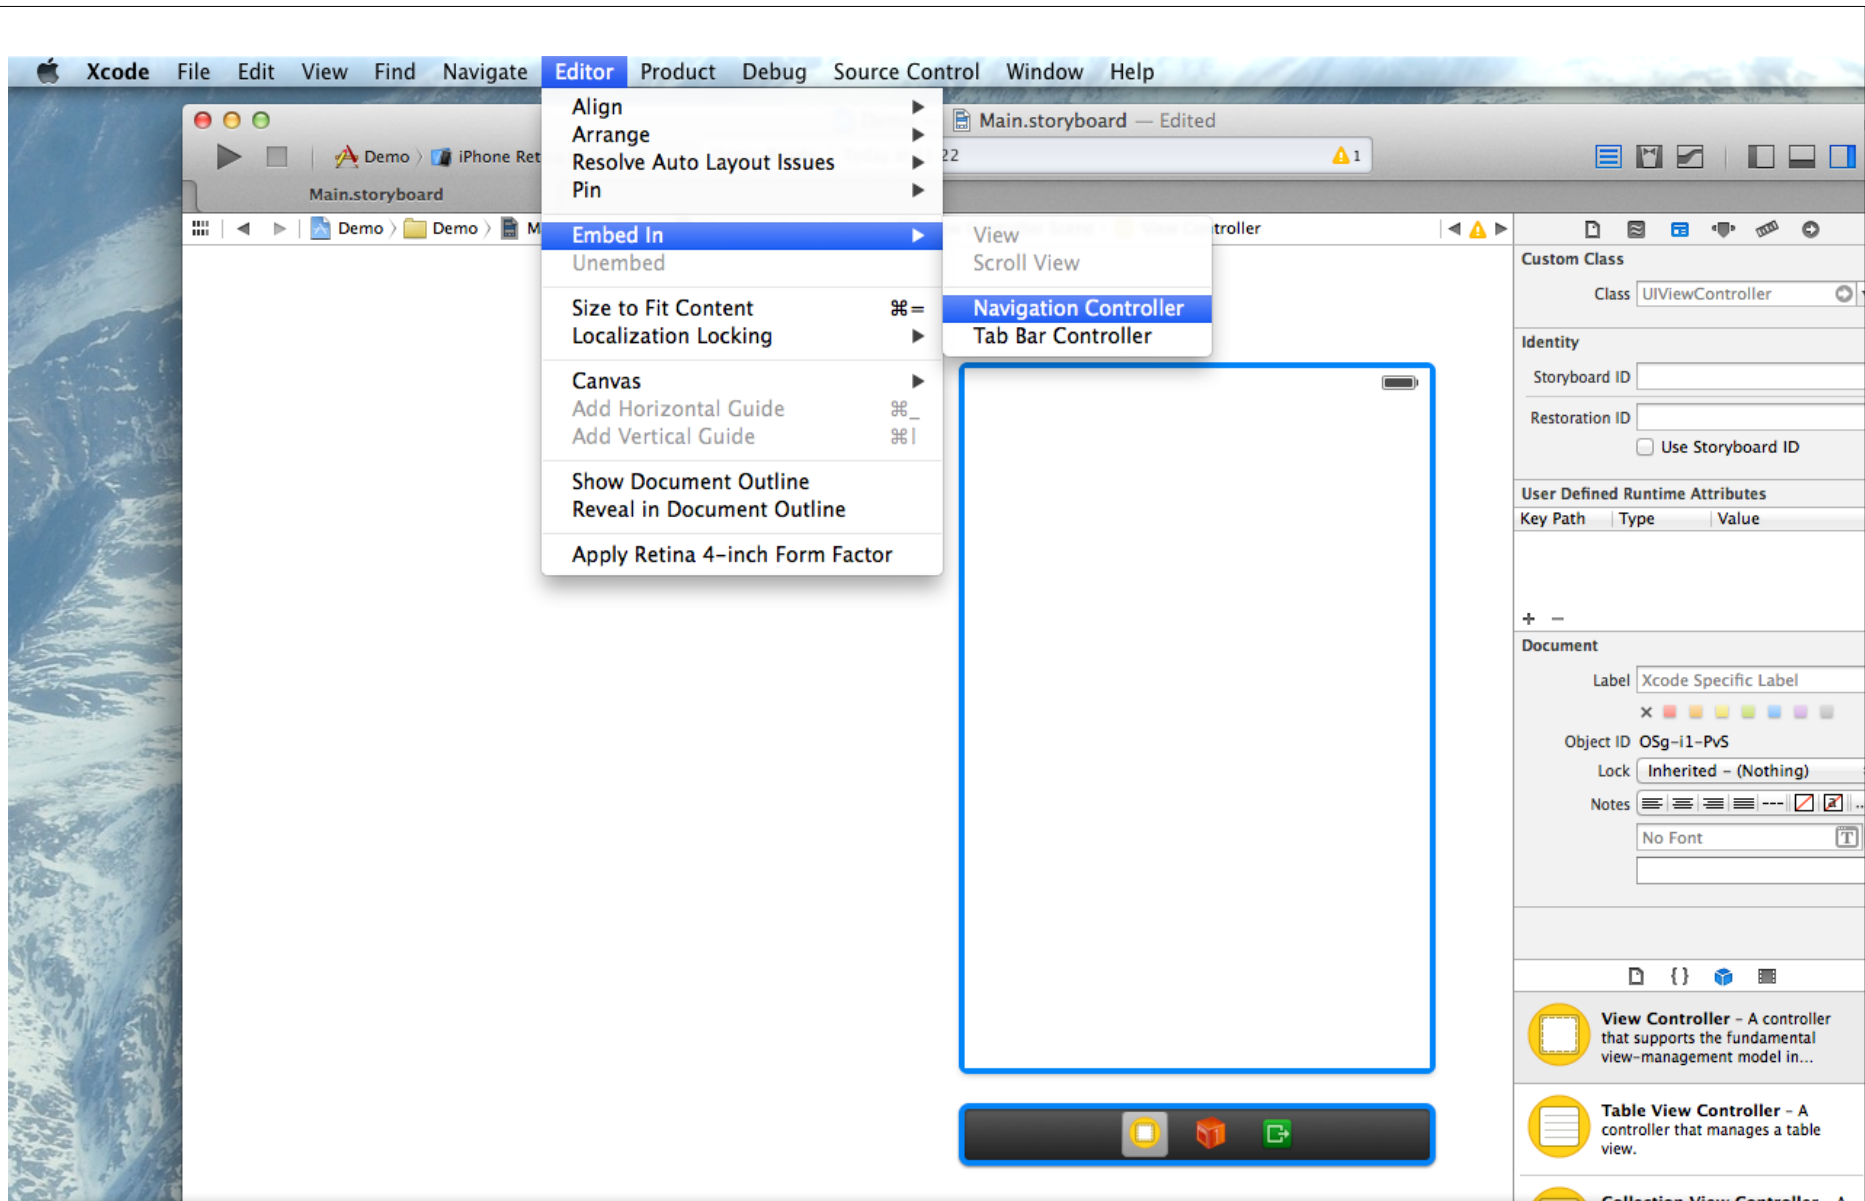 Xcode File Edit View Find Navigate Editor Product Debug Source Control Window Help
Main.storyboard — Edited
Demo iPhone Ret
22
1
Main.storyboard
Demo Demo M
troller
Align
Arrange
Resolve Auto Layout Issues
Pin
Embed In
Unembed
Size to Fit Content ⌘=
Localization Locking
Canvas
Add Horizontal Guide ⌘_
Add Vertical Guide ⌘|
Show Document Outline
Reveal in Document Outline
Apply Retina 4-inch Form Factor
View
Scroll View
Navigation Controller
Tab Bar Controller
Custom Class
Class UIViewController
Identity
Storyboard ID
Restoration ID
Use Storyboard ID
User Defined Runtime Attributes
Key Path Type Value
Document
Label Xcode Specific Label
Object ID OSg-i1-PvS
Lock Inherited - (Nothing)
Notes
No Font
View Controller - A controller
that supports the fundamental
view-management model in...
Table View Controller - A
controller that manages a table
view.
Collection View Controller - A